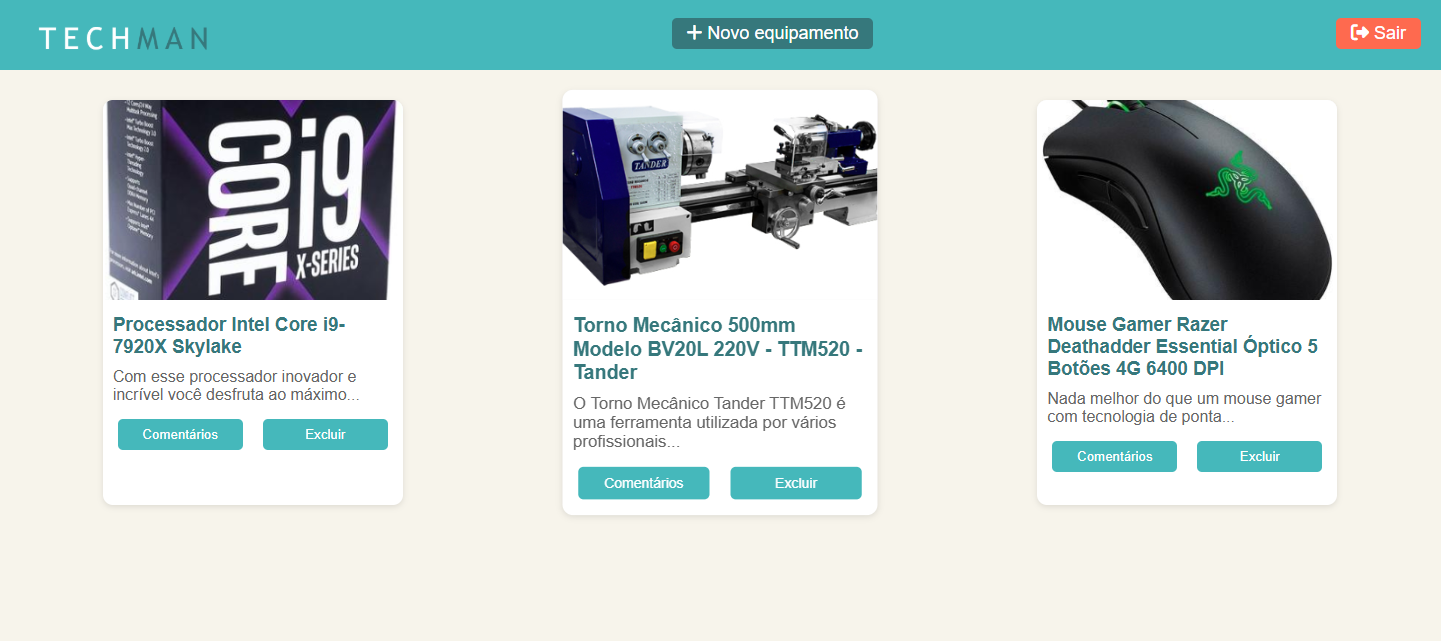 TECHMAN
Novo equipamento
Sair
CORE
i9
X-SERIES
Processador Intel Core i9-
7920X Skylake
Com esse processador inovador e
incrível você desfruta ao máximo...
Comentários
Excluir
TANDER
Torno Mecânico 500mm
Modelo BV20L 220V - TTM520 -
Tander
O Torno Mecânico Tander TTM520 é
uma ferramenta utilizada por vários
profissionais...
Comentários
Excluir
Mouse Gamer Razer
Deathadder Essential Óptico 5
Botões 4G 6400 DPI
Nada melhor do que um mouse gamer
com tecnologia de ponta...
Comentários
Excluir